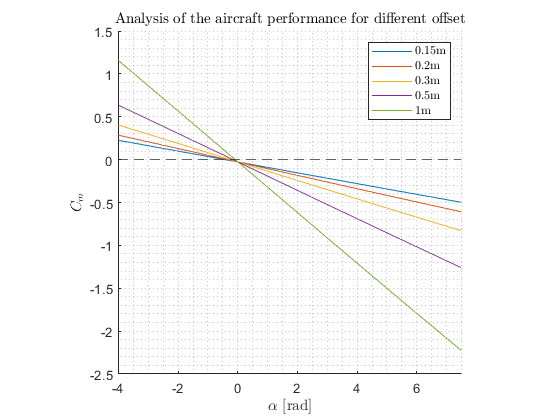 Analysis of the aircraft performance for different offset
1.5
1
0.5
0
-0.5
-1
-1.5
-2
-2.5
C_m
0.15m
0.2m
0.3m
0.5m
1m
-4 -2 0 2 4 6
α [rad]